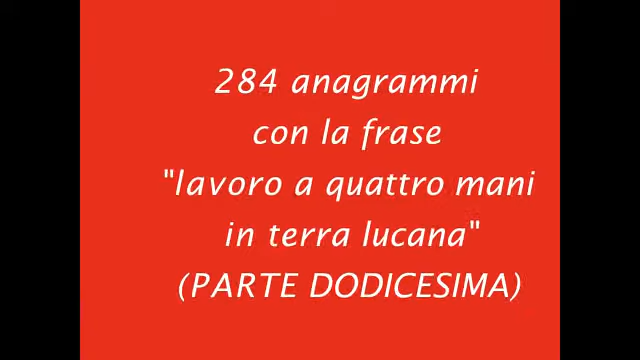 284 anagrammi
con la frase
"lavoro a quattro mani
in terra lucana"
(PARTE DODICESIMA)